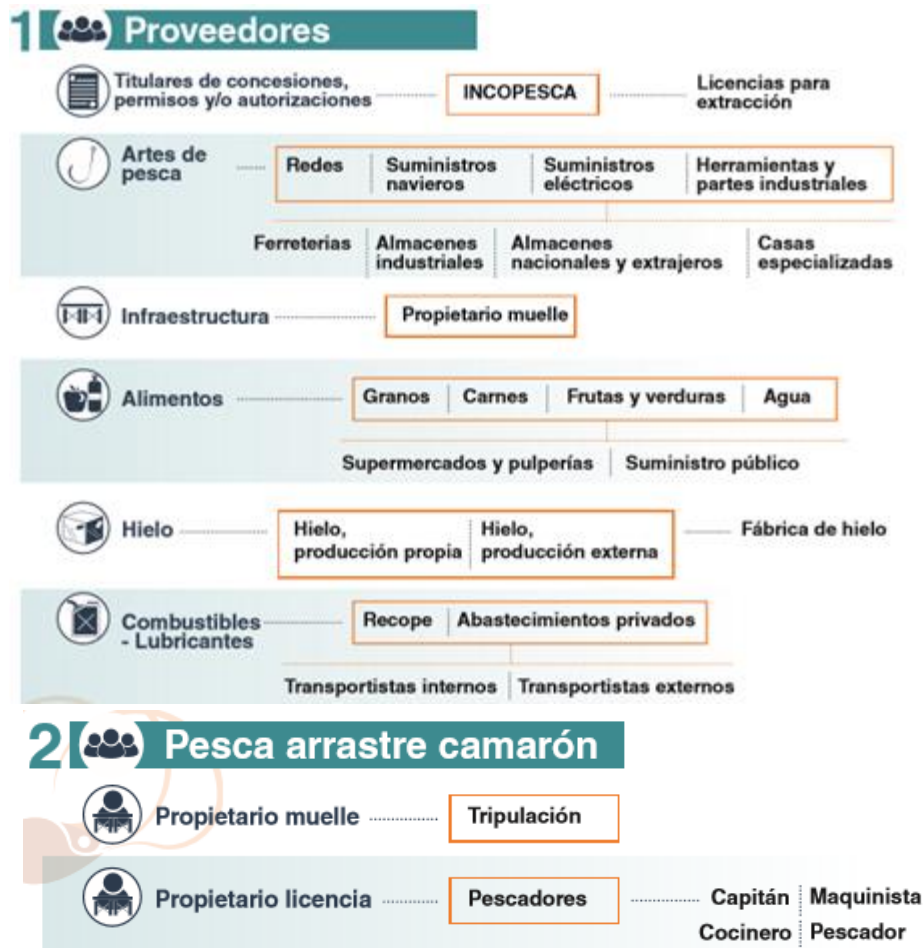 1 Proveedores
Titulares de concesiones,
permisos y/o autorizaciones
INCOPESCA
Licencias para
extracción
Artes de
pesca
Redes
Suministros
navieros
Suministros
eléctricos
Herramientas y
partes industriales
Ferreterias
Almacenes
industriales
Almacenes
nacionales y extrajeros
Casas
especializadas
Infraestructura
Propietario muelle
Alimentos
Granos
Carnes
Frutas y verduras
Agua
Supermercados y pulperías
Suministro público
Hielo
Hielo,
producción propia
Hielo,
producción externa
Fábrica de hielo
Combustibles
- Lubricantes
Recope
Abastecimientos privados
Transportistas internos
Transportistas externos
2 Pesca arrastre camarón
Propietario muelle
Tripulación
Propietario licencia
Pescadores
Capitán
Maquinista
Cocinero
Pescador